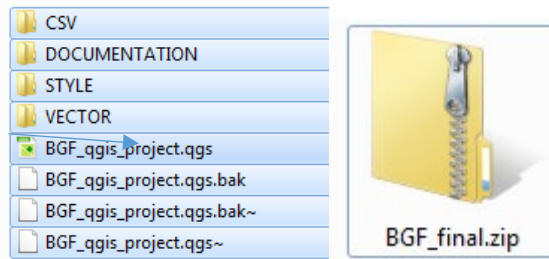 CSV
DOCUMENTATION
STYLE
VECTOR
BGF_qgis_project.qgs
BGF_qgis_project.qgs.bak
BGF_qgis_project.qgs.bak~
BGF_qgis_project.qgs~
BGF_final.zip